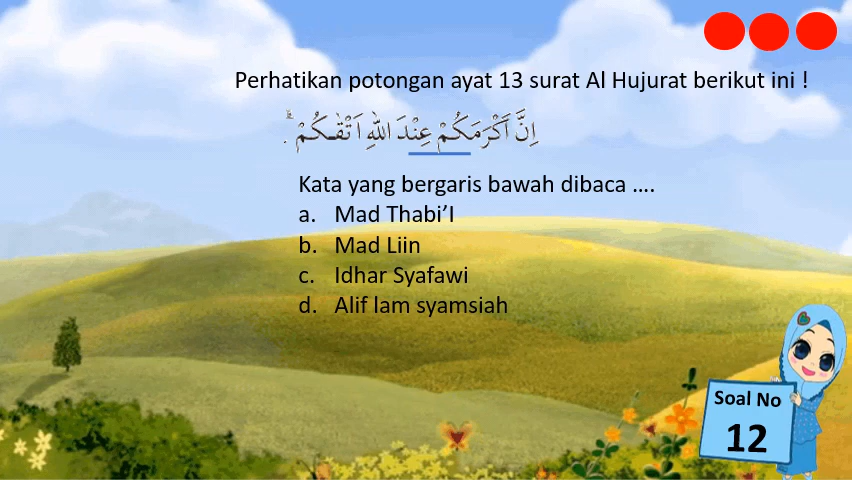 Perhatikan potongan ayat 13 surat Al Hujurat berikut ini !
اِنَّ اَكْرَمَكُمْ عِنْدَ اللّٰهِ اَتْقٰىكُمْ ۗ
Kata yang bergaris bawah dibaca ….
a. Mad Thabi’I
b. Mad Liin
c. Idhar Syafawi
d. Alif lam syamsiah
Soal No
12